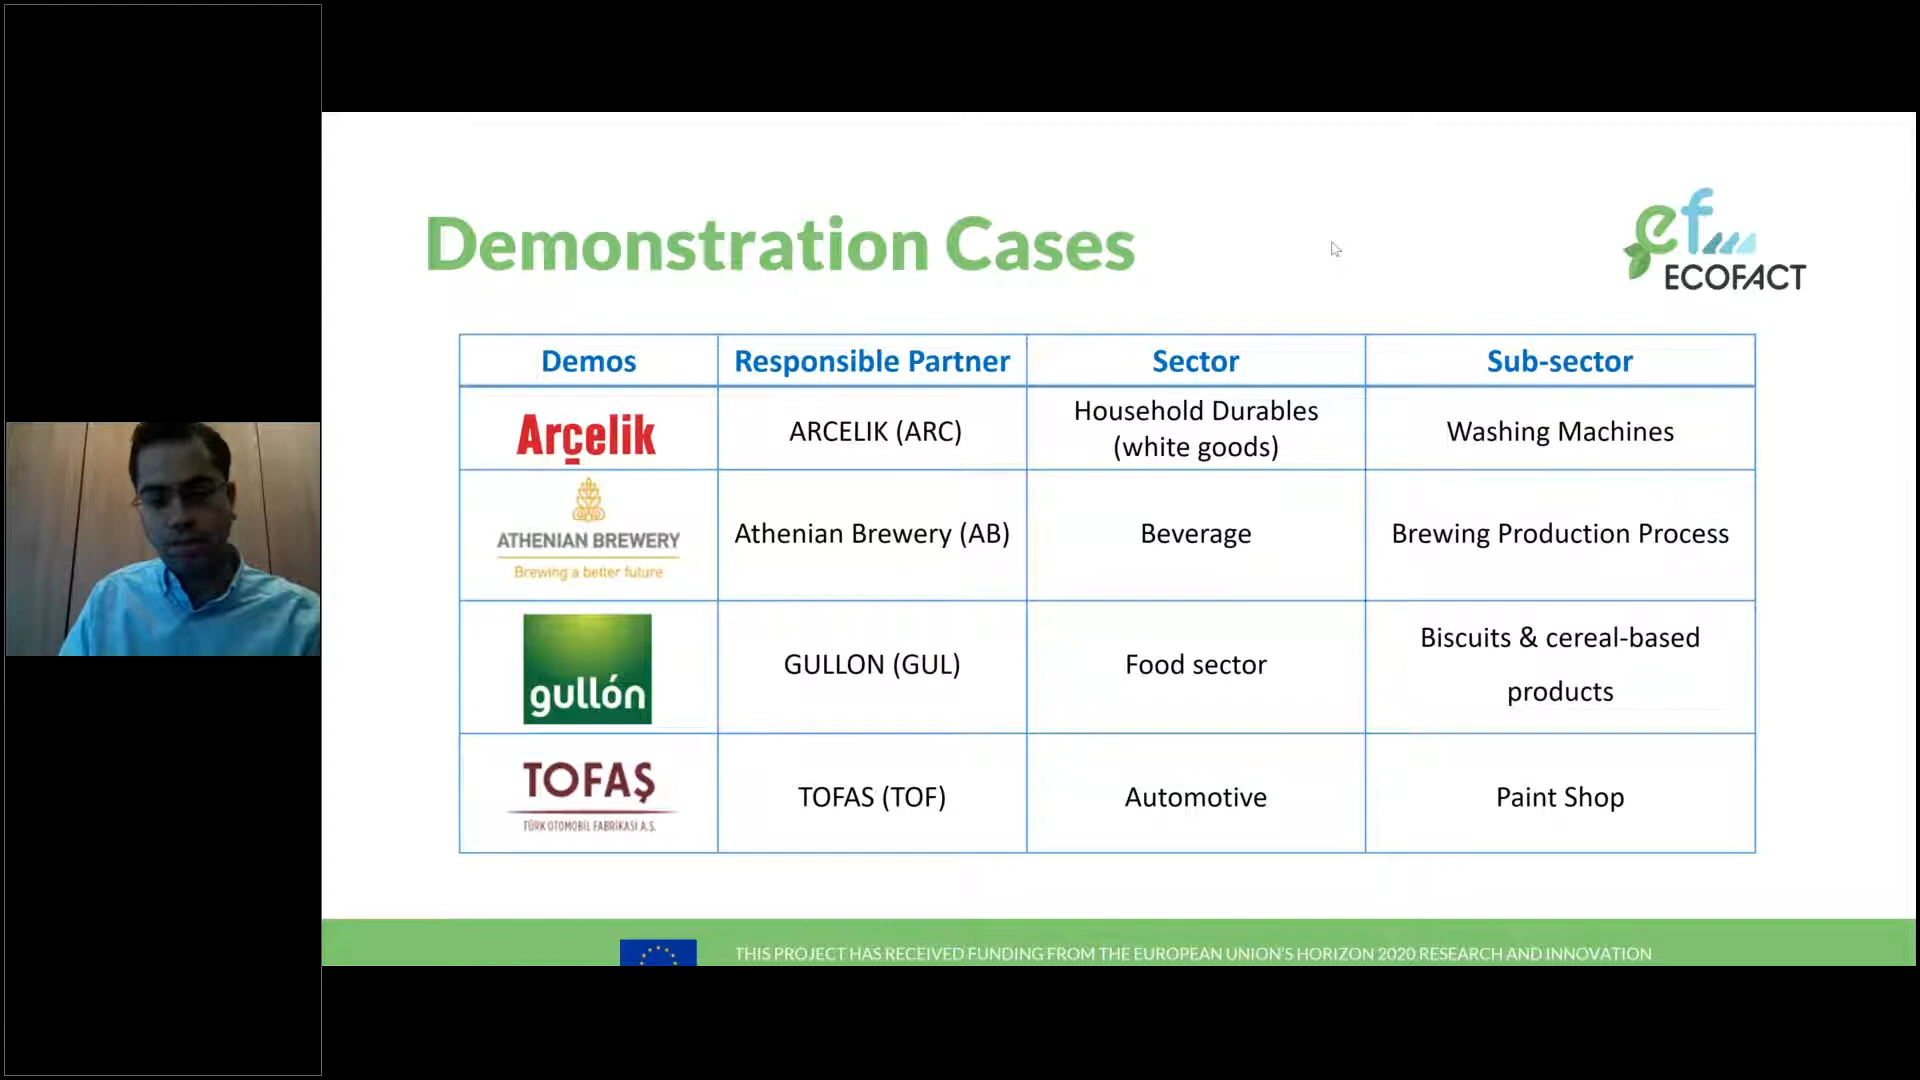 Demonstration Cases
ef
ECOFACT
Demos
Responsible Partner
Sector
Sub-sector
Arçelik
ARCELIK (ARC)
Household Durables
(white goods)
Washing Machines
ATHENIAN BREWERY
Brewing a better future
Athenian Brewery (AB)
Beverage
Brewing Production Process
gullón
GULLON (GUL)
Food sector
Biscuits & cereal-based
products
TOFAŞ
TÜRK OTOMOBİL FABRİKASI A.Ş.
TOFAS (TOF)
Automotive
Paint Shop
THIS PROJECT HAS RECEIVED FUNDING FROM THE EUROPEAN UNION'S HORIZON 2020 RESEARCH AND INNOVATION